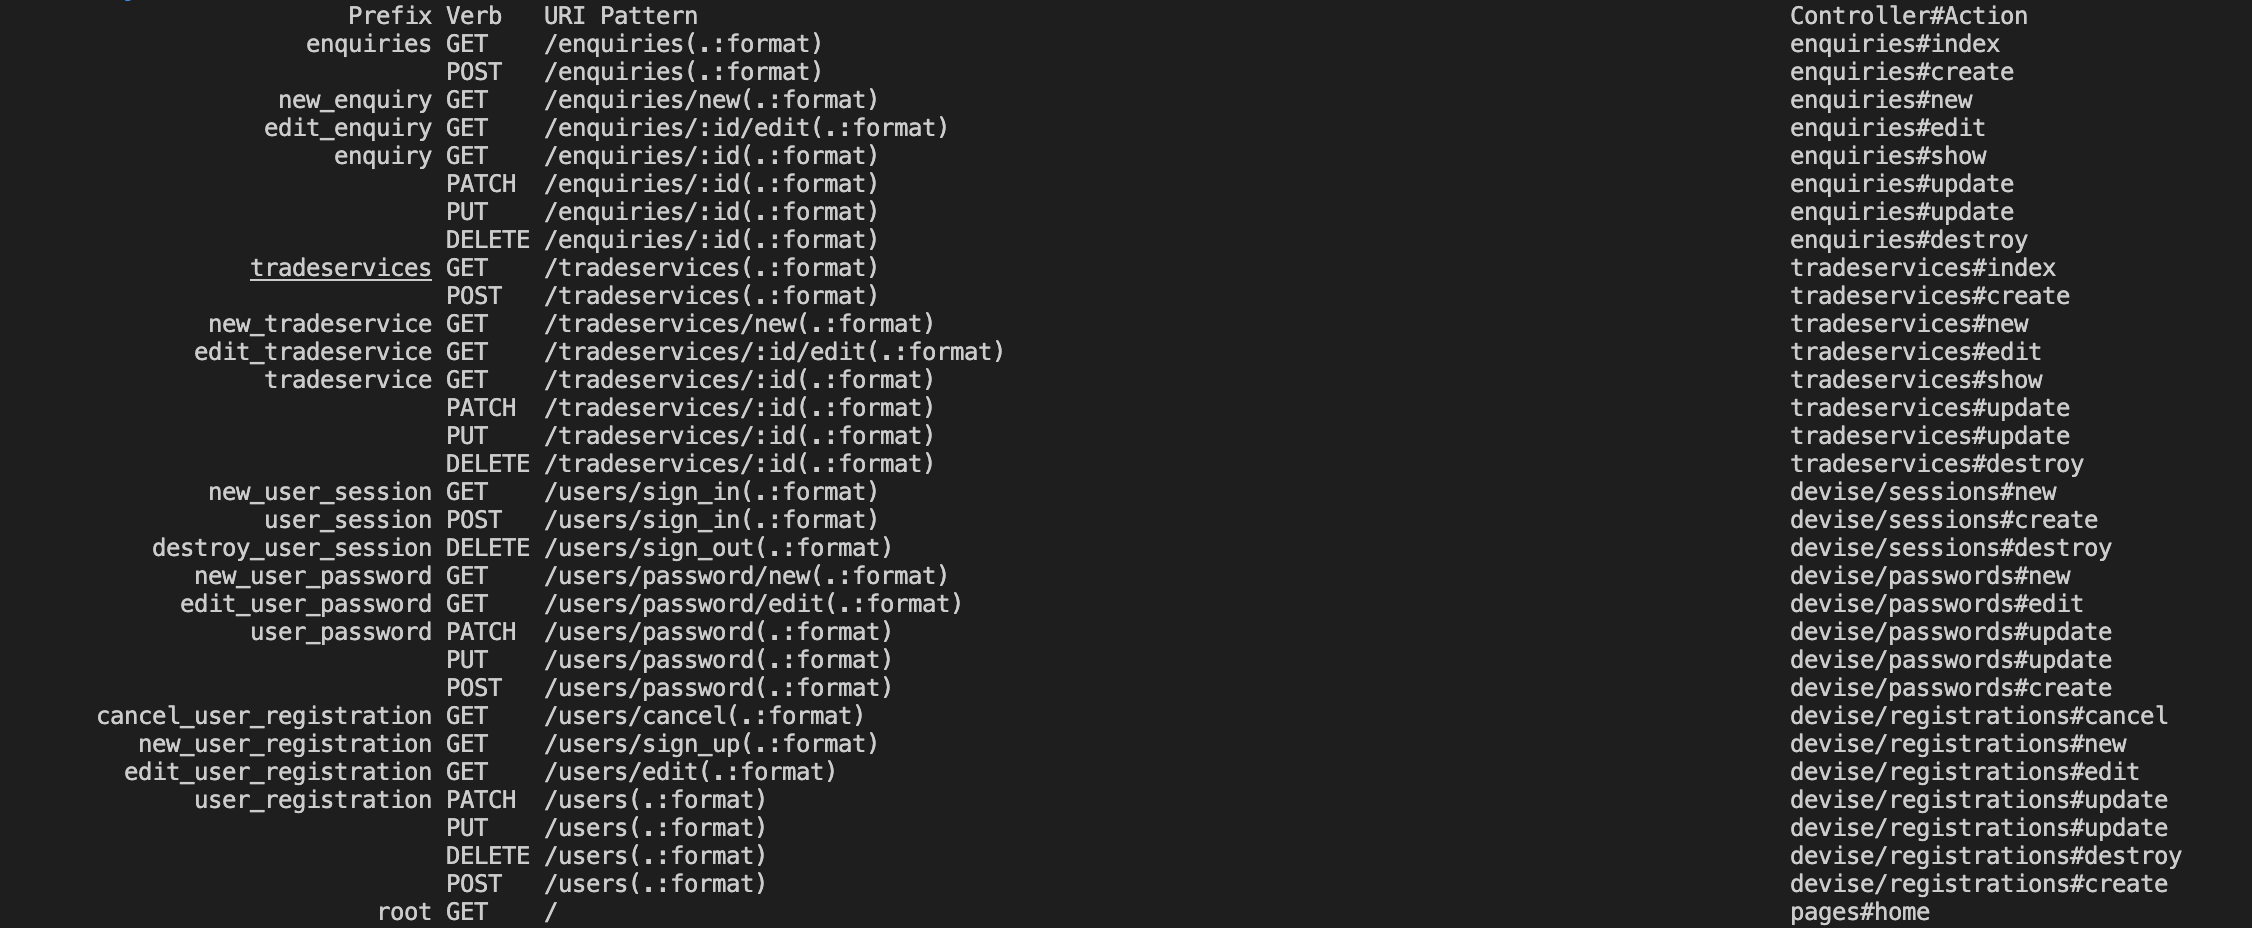 Prefix Verb URI Pattern Controller#Action
enquiries GET /enquiries(.:format) enquiries#index
POST /enquiries(.:format) enquiries#create
new_enquiry GET /enquiries/new(.:format) enquiries#new
edit_enquiry GET /enquiries/:id/edit(.:format) enquiries#edit
enquiry GET /enquiries/:id(.:format) enquiries#show
PATCH /enquiries/:id(.:format) enquiries#update
PUT /enquiries/:id(.:format) enquiries#update
DELETE /enquiries/:id(.:format) enquiries#destroy
tradeservices GET /tradeservices(.:format) tradeservices#index
POST /tradeservices(.:format) tradeservices#create
new_tradeservice GET /tradeservices/new(.:format) tradeservices#new
edit_tradeservice GET /tradeservices/:id/edit(.:format) tradeservices#edit
tradeservice GET /tradeservices/:id(.:format) tradeservices#show
PATCH /tradeservices/:id(.:format) tradeservices#update
PUT /tradeservices/:id(.:format) tradeservices#update
DELETE /tradeservices/:id(.:format) tradeservices#destroy
new_user_session GET /users/sign_in(.:format) devise/sessions#new
user_session POST /users/sign_in(.:format) devise/sessions#create
destroy_user_session DELETE /users/sign_out(.:format) devise/sessions#destroy
new_user_password GET /users/password/new(.:format) devise/passwords#new
edit_user_password GET /users/password/edit(.:format) devise/passwords#edit
user_password PATCH /users/password(.:format) devise/passwords#update
PUT /users/password(.:format) devise/passwords#update
POST /users/password(.:format) devise/passwords#create
cancel_user_registration GET /users/cancel(.:format) devise/registrations#cancel
new_user_registration GET /users/sign_up(.:format) devise/registrations#new
edit_user_registration GET /users/edit(.:format) devise/registrations#edit
user_registration PATCH /users(.:format) devise/registrations#update
PUT /users(.:format) devise/registrations#update
DELETE /users(.:format) devise/registrations#destroy
POST /users(.:format) devise/registrations#create
root GET / pages#home